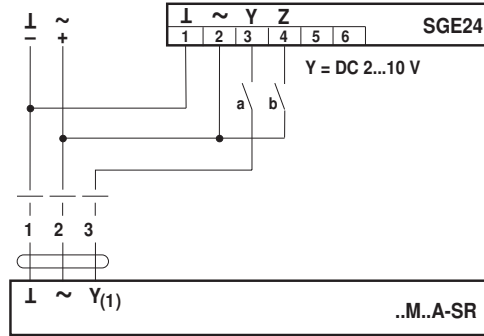 ⊥ ~
– +
⊥ ~ Y Z
1 2 3 4 5 6
SGE24
Y = DC 2...10 V
a b
1 2 3
⊥ ~ Y(1)
..M..A-SR